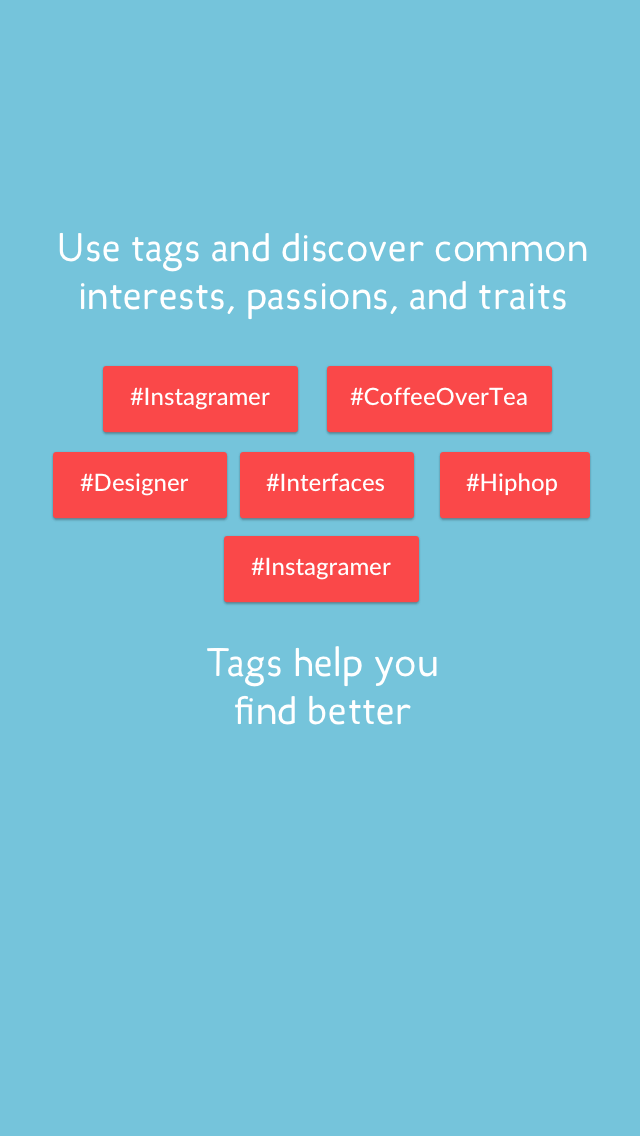 Use tags and discover common
interests, passions, and traits
#Instagramer #CoffeeOverTea
#Designer #Interfaces #Hiphop
#Instagramer
Tags help you
find better